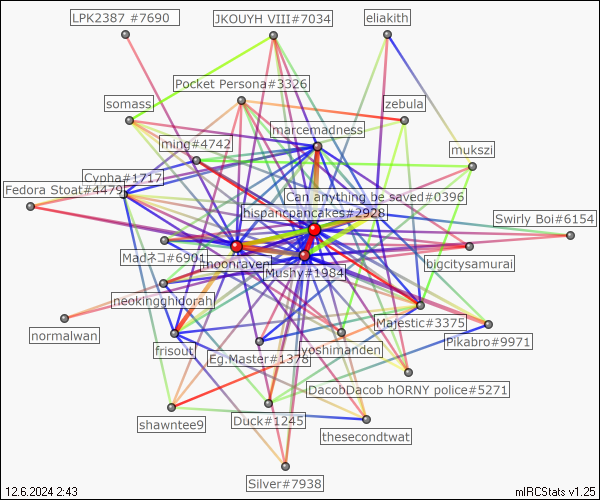 LPK2387 #7690
JKOUYH VIII#7034
eliakith
Pocket Persona#3326
somass
zebula
marcemadness
ming#4742
mukszi
Cypha#1717
Fedora Stoat#4479
Can anything be saved#0396
hispancpancakes#2928
Swirly Boi#6154
Madネコ#6901
moonraven
bigcitysamurai
Mushy#1984
neokingghidorah
normalwan
Majestic#3375
Pikabro#9971
frisout
Eg.Master#1378
yoshimanden
DacobDacob hORNY police#5271
shawntee9
Duck#1245
thesecondtwat
Silver#7938
12.6.2024 2:43
mIRCStats v1.25